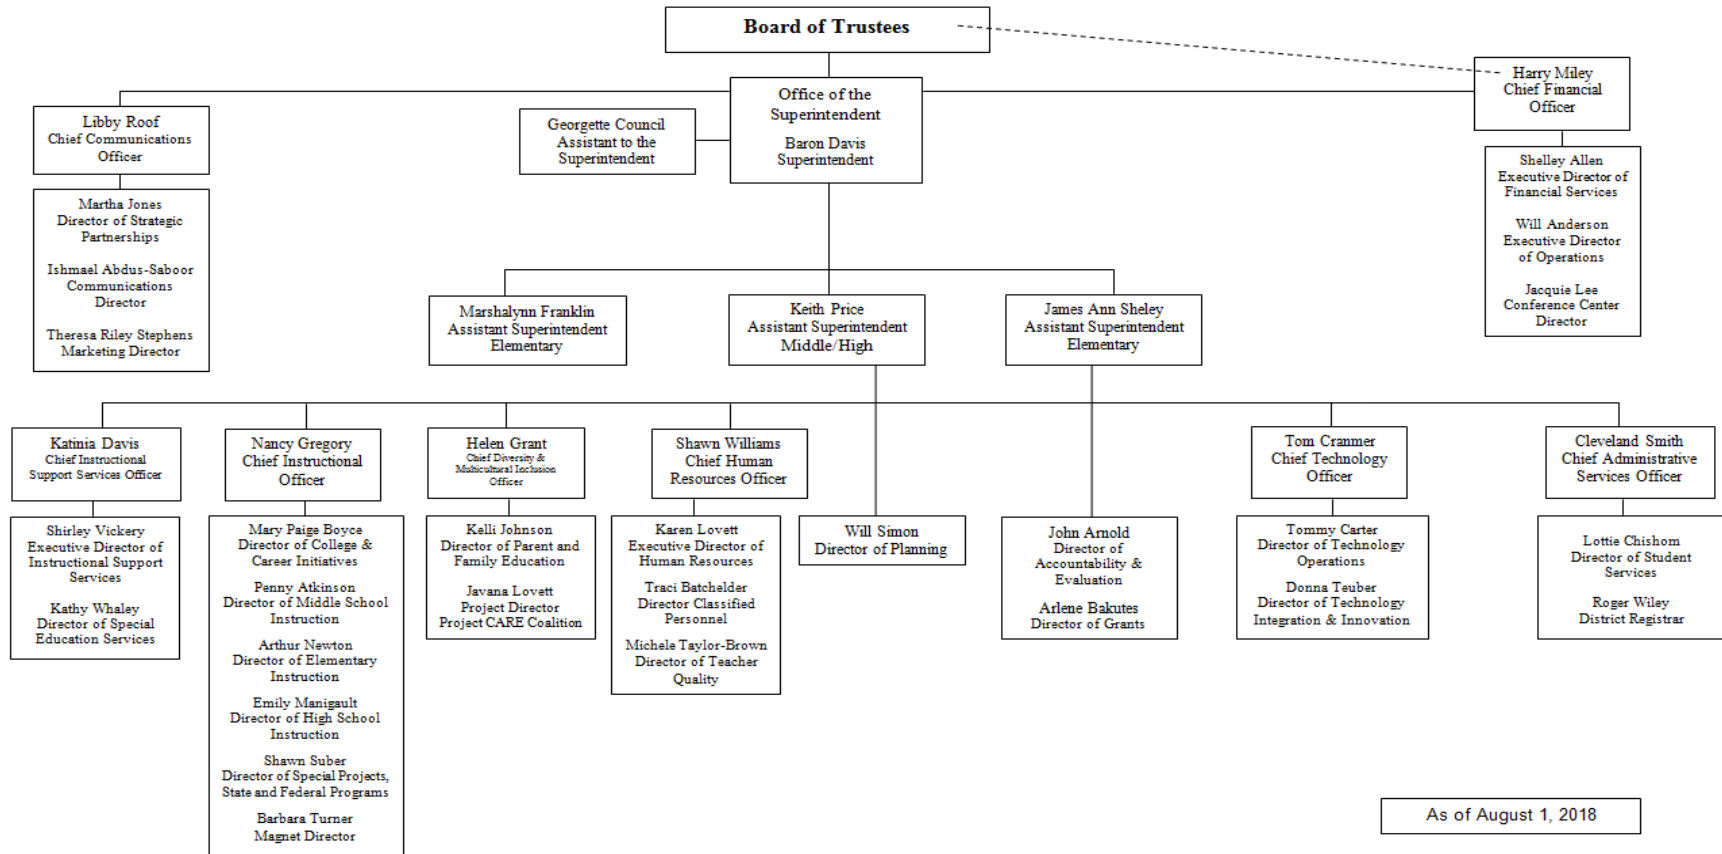 Board of Trustees
Harry Miley
Chief Financial
Officer
Office of the
Superintendent
Baron Davis
Superintendent
Libby Roof
Chief Communications
Officer
Georgette Council
Assistant to the
Superintendent
Shelley Allen
Executive Director of
Financial Services
Will Anderson
Executive Director
of Operations
Jacquie Lee
Conference Center
Director
Martha Jones
Director of Strategic
Partnerships
Ishmael Abdus-Saboor
Communications
Director
Theresa Riley Stephens
Marketing Director
Marshalynn Franklin
Assistant Superintendent
Elementary
Keith Price
Assistant Superintendent
Middle/High
James Ann Sheley
Assistant Superintendent
Elementary
Katinia Davis
Chief Instructional
Support Services Officer
Nancy Gregory
Chief Instructional
Officer
Helen Grant
Chief Diversity &
Multicultural Inclusion
Officer
Shawn Williams
Chief Human
Resources Officer
Tom Cranmer
Chief Technology
Officer
Cleveland Smith
Chief Administrative
Services Officer
Shirley Vickery
Executive Director of
Instructional Support
Services
Kathy Whaley
Director of Special
Education Services
Mary Paige Boyce
Director of College &
Career Initiatives
Penny Atkinson
Director of Middle School
Instruction
Arthur Newton
Director of Elementary
Instruction
Emily Manigault
Director of High School
Instruction
Shawn Suber
Director of Special Projects,
State and Federal Programs
Barbara Turner
Magnet Director
Kelli Johnson
Director of Parent and
Family Education
Javana Lovett
Project Director
Project CARE Coalition
Karen Lovett
Executive Director of
Human Resources
Traci Batchelder
Director Classified
Personnel
Michele Taylor-Brown
Director of Teacher
Quality
Will Simon
Director of Planning
John Arnold
Director of
Accountability &
Evaluation
Arlene Bakutes
Director of Grants
Tommy Carter
Director of Technology
Operations
Donna Teuber
Director of Technology
Integration & Innovation
Lottie Chishom
Director of Student
Services
Roger Wiley
District Registrar
As of August 1, 2018